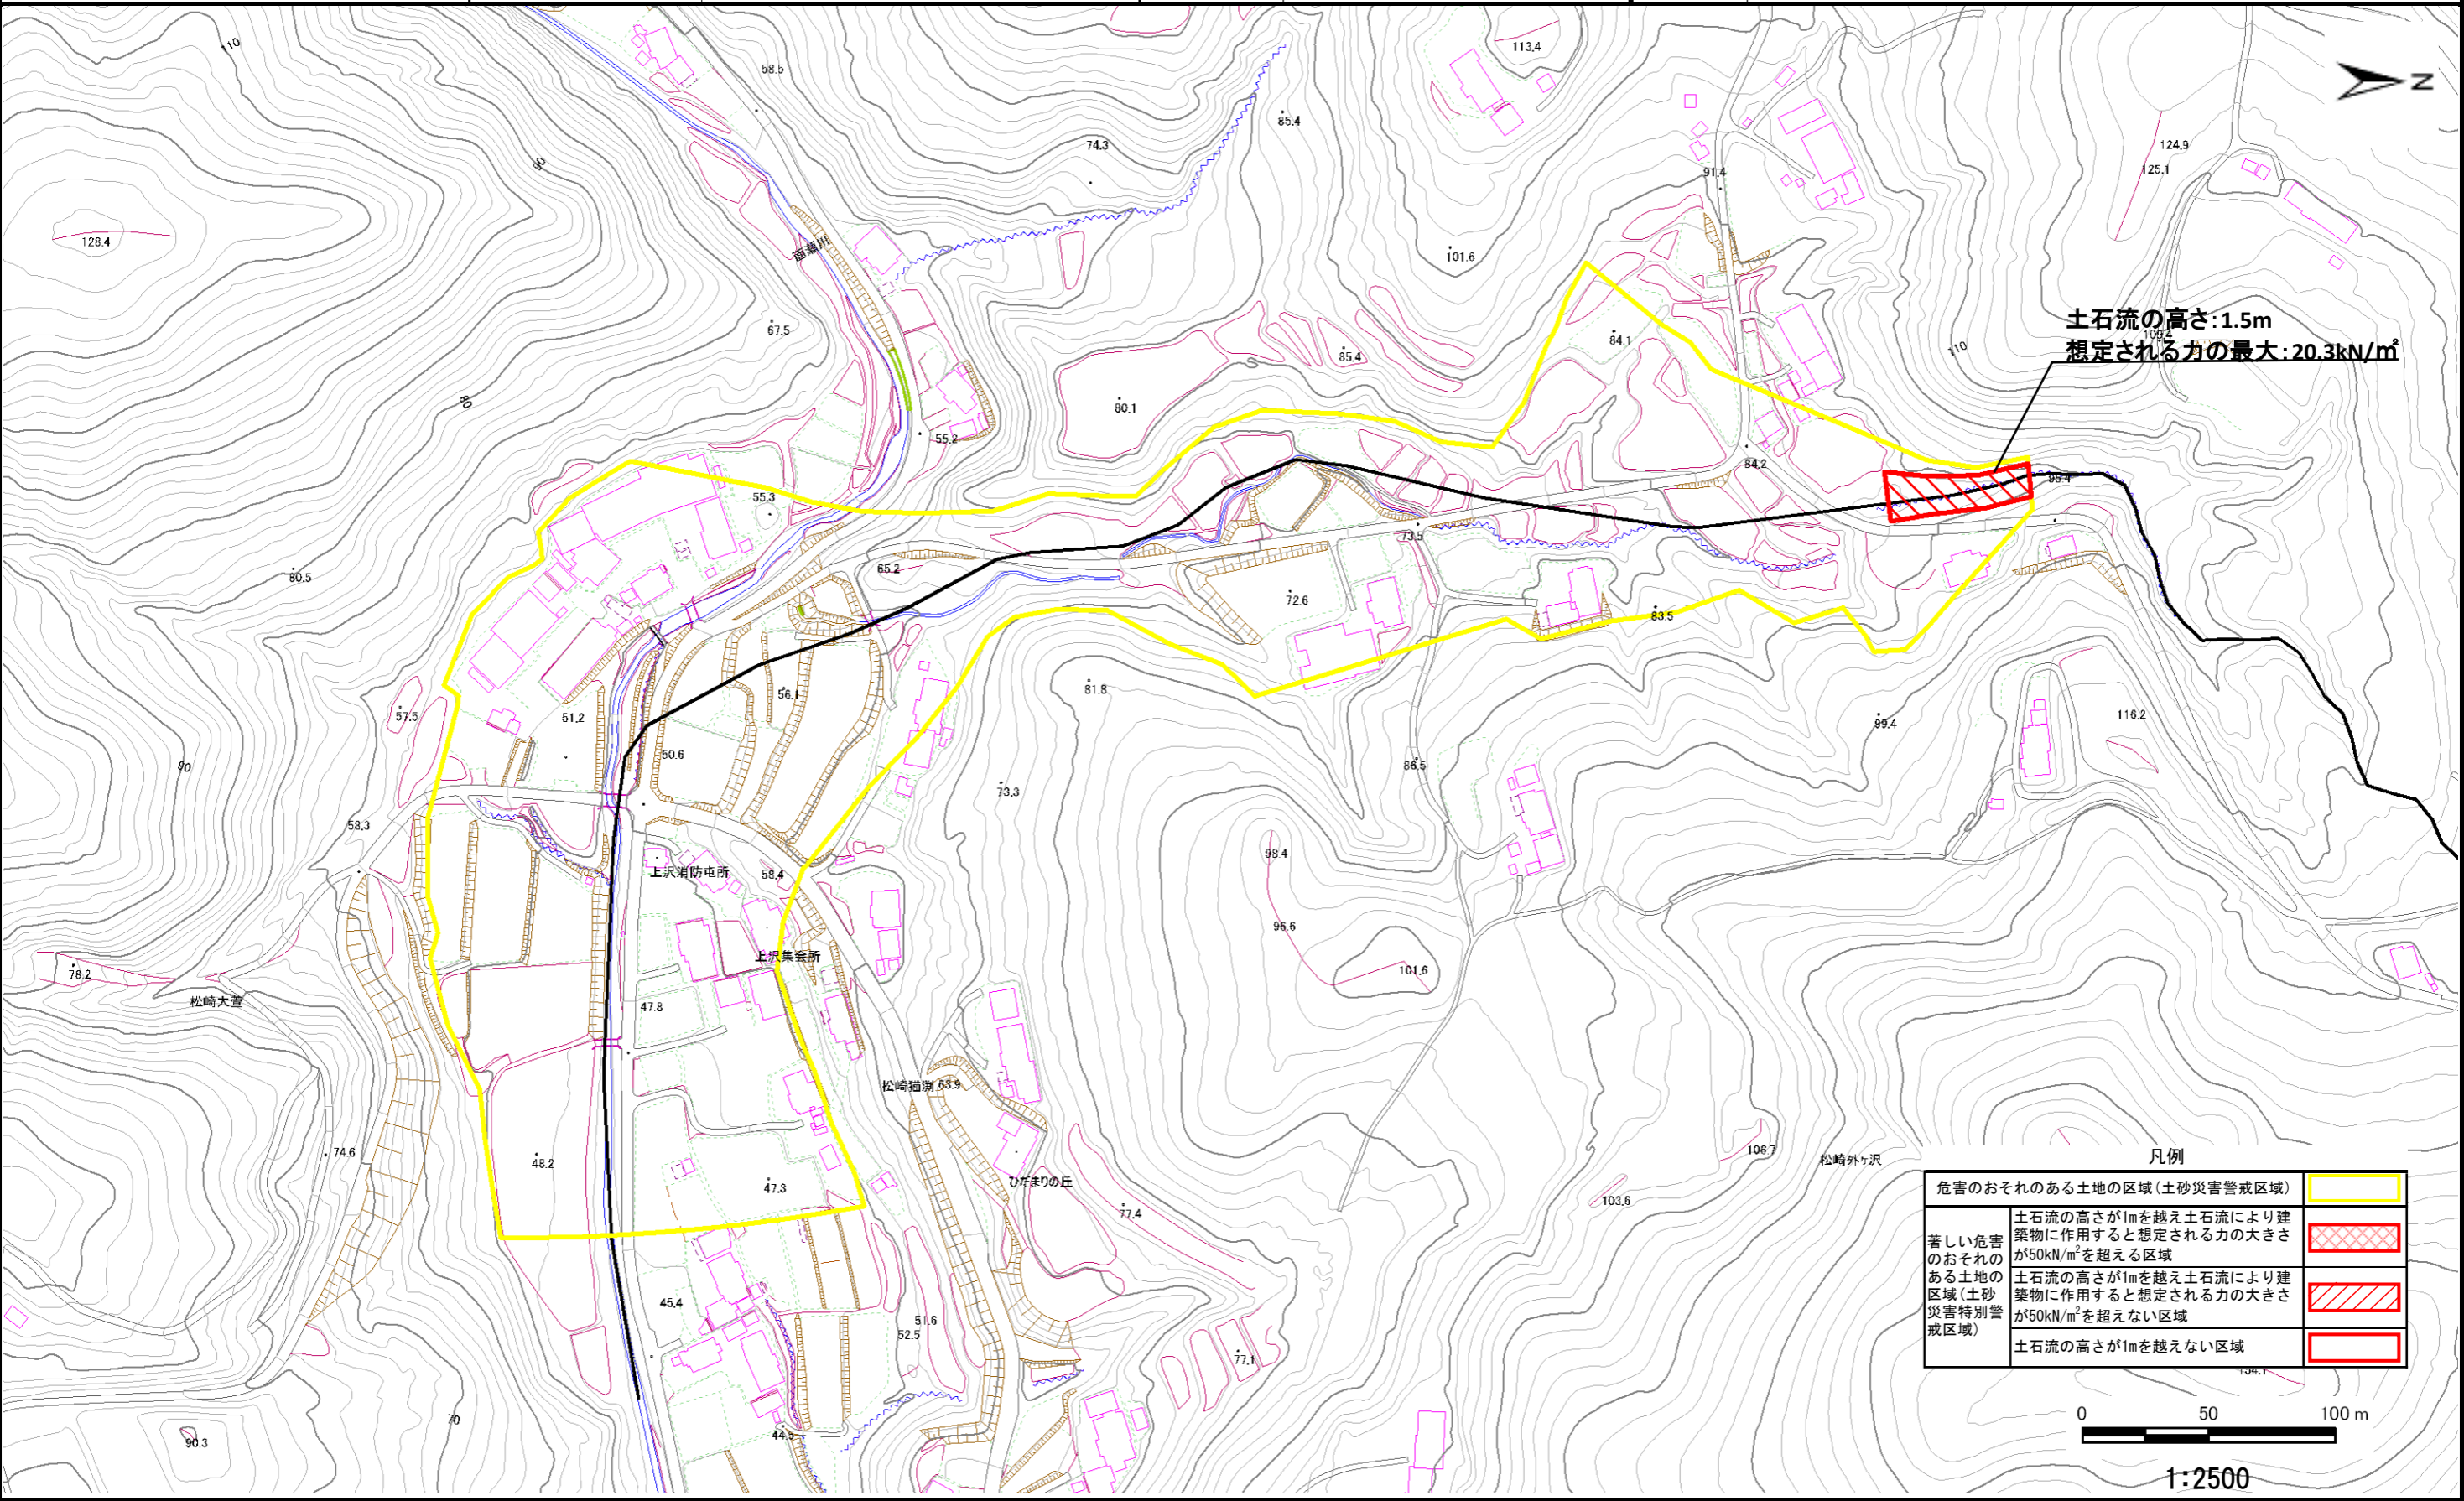 110
58.5
113.4
N
85.4
74.3
90
124.9
125.1
91.4
128.4
面瀬川
101.6
土石流の高さ:1.5m
想定される力の最大:20.3kN/㎡
67.5
84.1
110
85.4
80
80.1
55.2
84.2
95.4
55.3
73.5
65.2
80.5
72.6
83.5
81.8
56.1
57.5
51.2
116.2
99.4
50.6
86.5
90
73.3
58.3
98.4
上沢消防屯所
58.4
96.6
上沢集会所
101.6
78.2
松崎大萱
47.8
松崎猫渕
63.9
74.6
106.7
松崎外ヶ沢
48.2
47.3
ひだまりの丘
77.4
103.6
45.4
51.6
52.5
77.1
70
44.5
90.3
凡例
危害のおそれのある土地の区域(土砂災害警戒区域)
著しい危害
のおそれの
ある土地の
区域(土砂
災害特別警
戒区域)
土石流の高さが1mを越え土石流により建
築物に作用すると想定される力の大きさ
が50kN/m²を超える区域
土石流の高さが1mを越え土石流により建
築物に作用すると想定される力の大きさ
が50kN/m²を超えない区域
土石流の高さが1mを越えない区域
0 50 100 m
1:2500